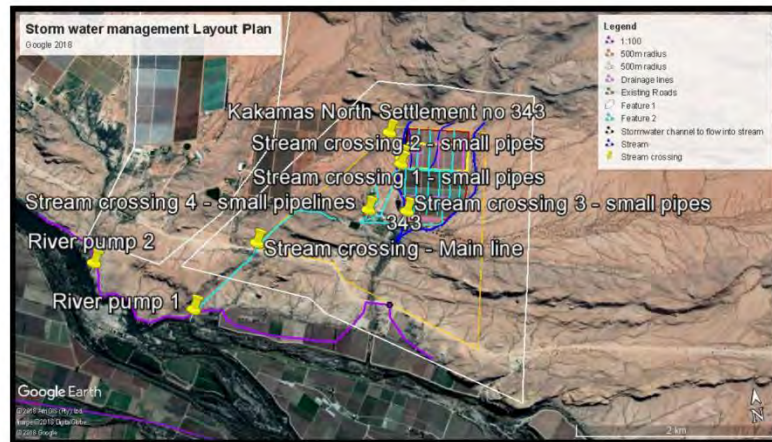 Storm water management Layout Plan
Google 2018
Legend
1:100
500m radius
500m radius
Drainage lines
Existing Roads
Feature 1
Feature 2
Stormwater channel to flow into stream
Stream
Stream crossing
Kakamas North Settlement no 343
Stream crossing 2 - small pipes
Stream crossing 1 - small pipes
Stream crossing 4 - small pipelines
Stream crossing 3 - small pipes
343
Stream crossing - Main line
River pump 2
River pump 1
Google Earth
© 2018 Google
2 km
N